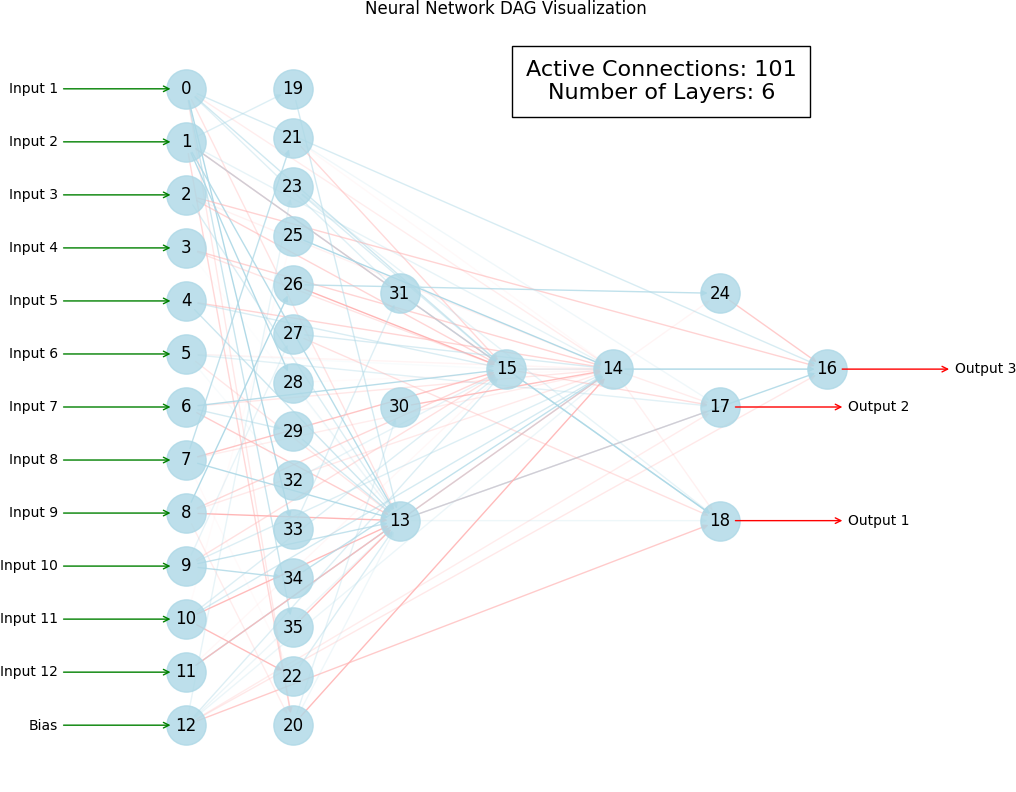 Neural Network DAG Visualization
Active Connections: 101
Number of Layers: 6
Input 1
0
19
Input 2
1
21
Input 3
2
23
Input 4
3
25
Input 5
4
26
31
24
Input 6
5
27
15
14
16
Output 3
28
Input 7
6
30
17
Output 2
29
Input 8
7
32
Input 9
8
33
13
18
Output 1
Input 10
9
34
Input 11
10
35
Input 12
11
22
Bias
12
20